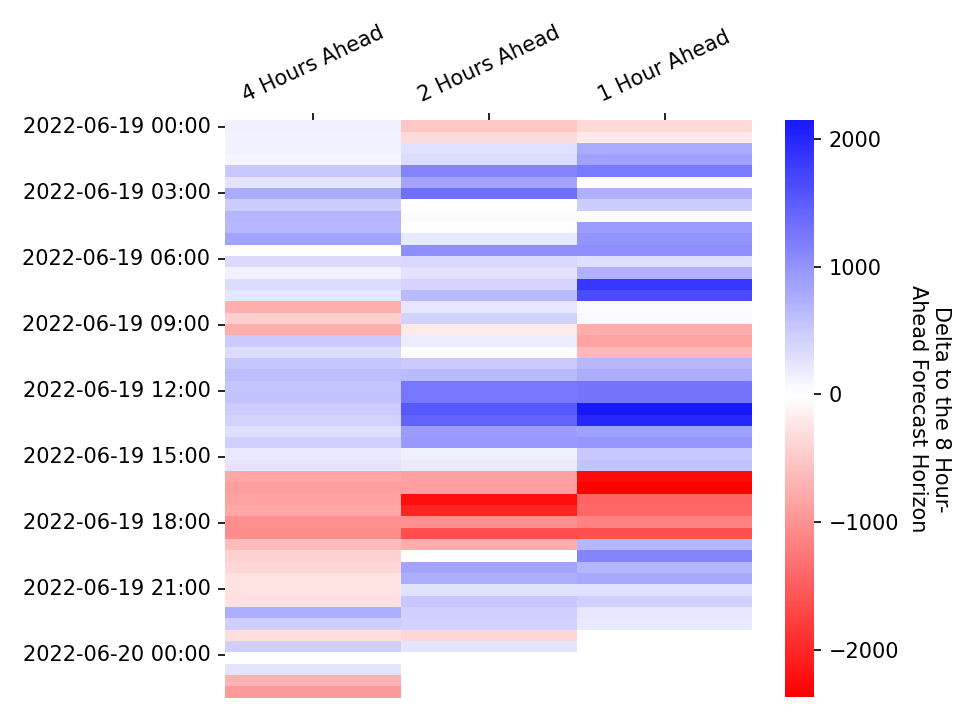 4 Hours Ahead
2 Hours Ahead
1 Hour Ahead
2022-06-19 00:00
2022-06-19 03:00
2022-06-19 06:00
2022-06-19 09:00
2022-06-19 12:00
2022-06-19 15:00
2022-06-19 18:00
2022-06-19 21:00
2022-06-20 00:00
2000
1000
0
−1000
−2000
Delta to the 8 Hour-
Ahead Forecast Horizon